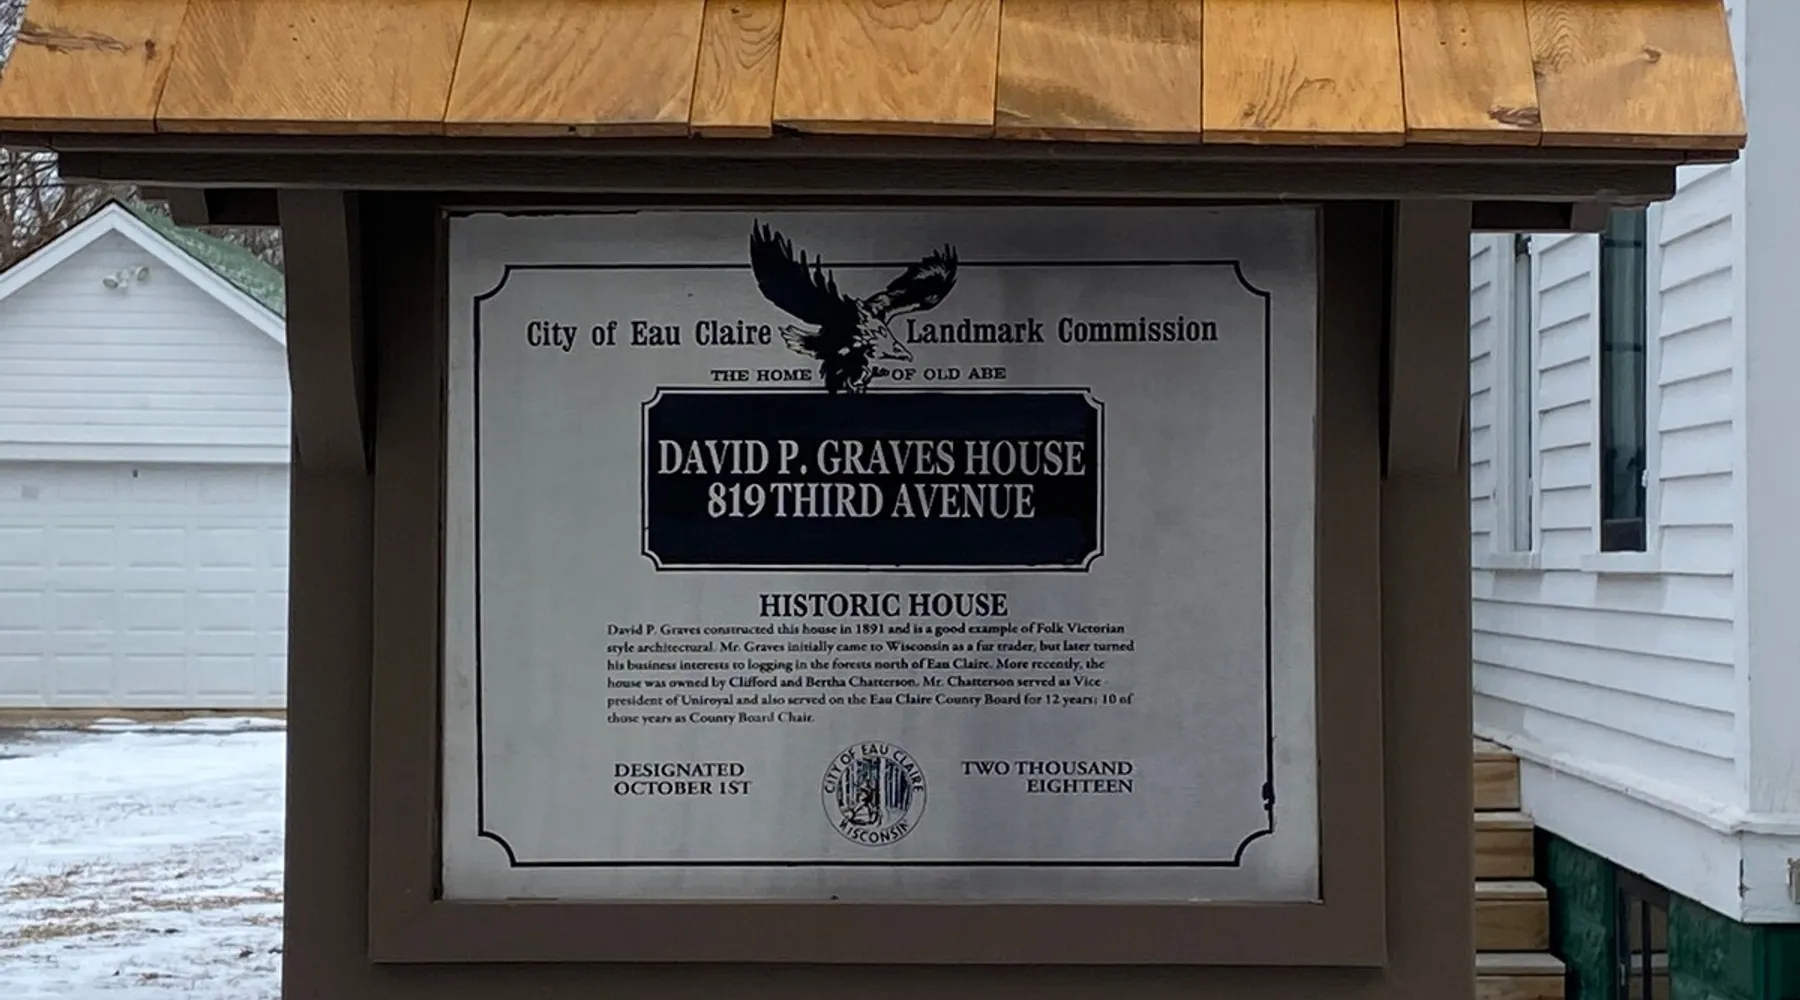 City of Eau Claire Landmark Commission
THE HOME OF OLD ABE
DAVID P. GRAVES HOUSE
819 THIRD AVENUE
HISTORIC HOUSE
David P. Graves constructed this house in 1891 and is a good example of Folk Victorian
style architectural. Mr. Graves initially came to Wisconsin as a fur trader, but later turned
his business interests to logging in the forests north of Eau Claire. More recently, the
house was owned by Clifford and Bertha Chatterson. Mr. Chatterson served as Vice
president of Uniroyal and also served on the Eau Claire County Board for 12 years; 10 of
those years as County Board Chair.
DESIGNATED
OCTOBER 1ST
CITY OF EAU CLAIRE
WISCONSIN
TWO THOUSAND
EIGHTEEN